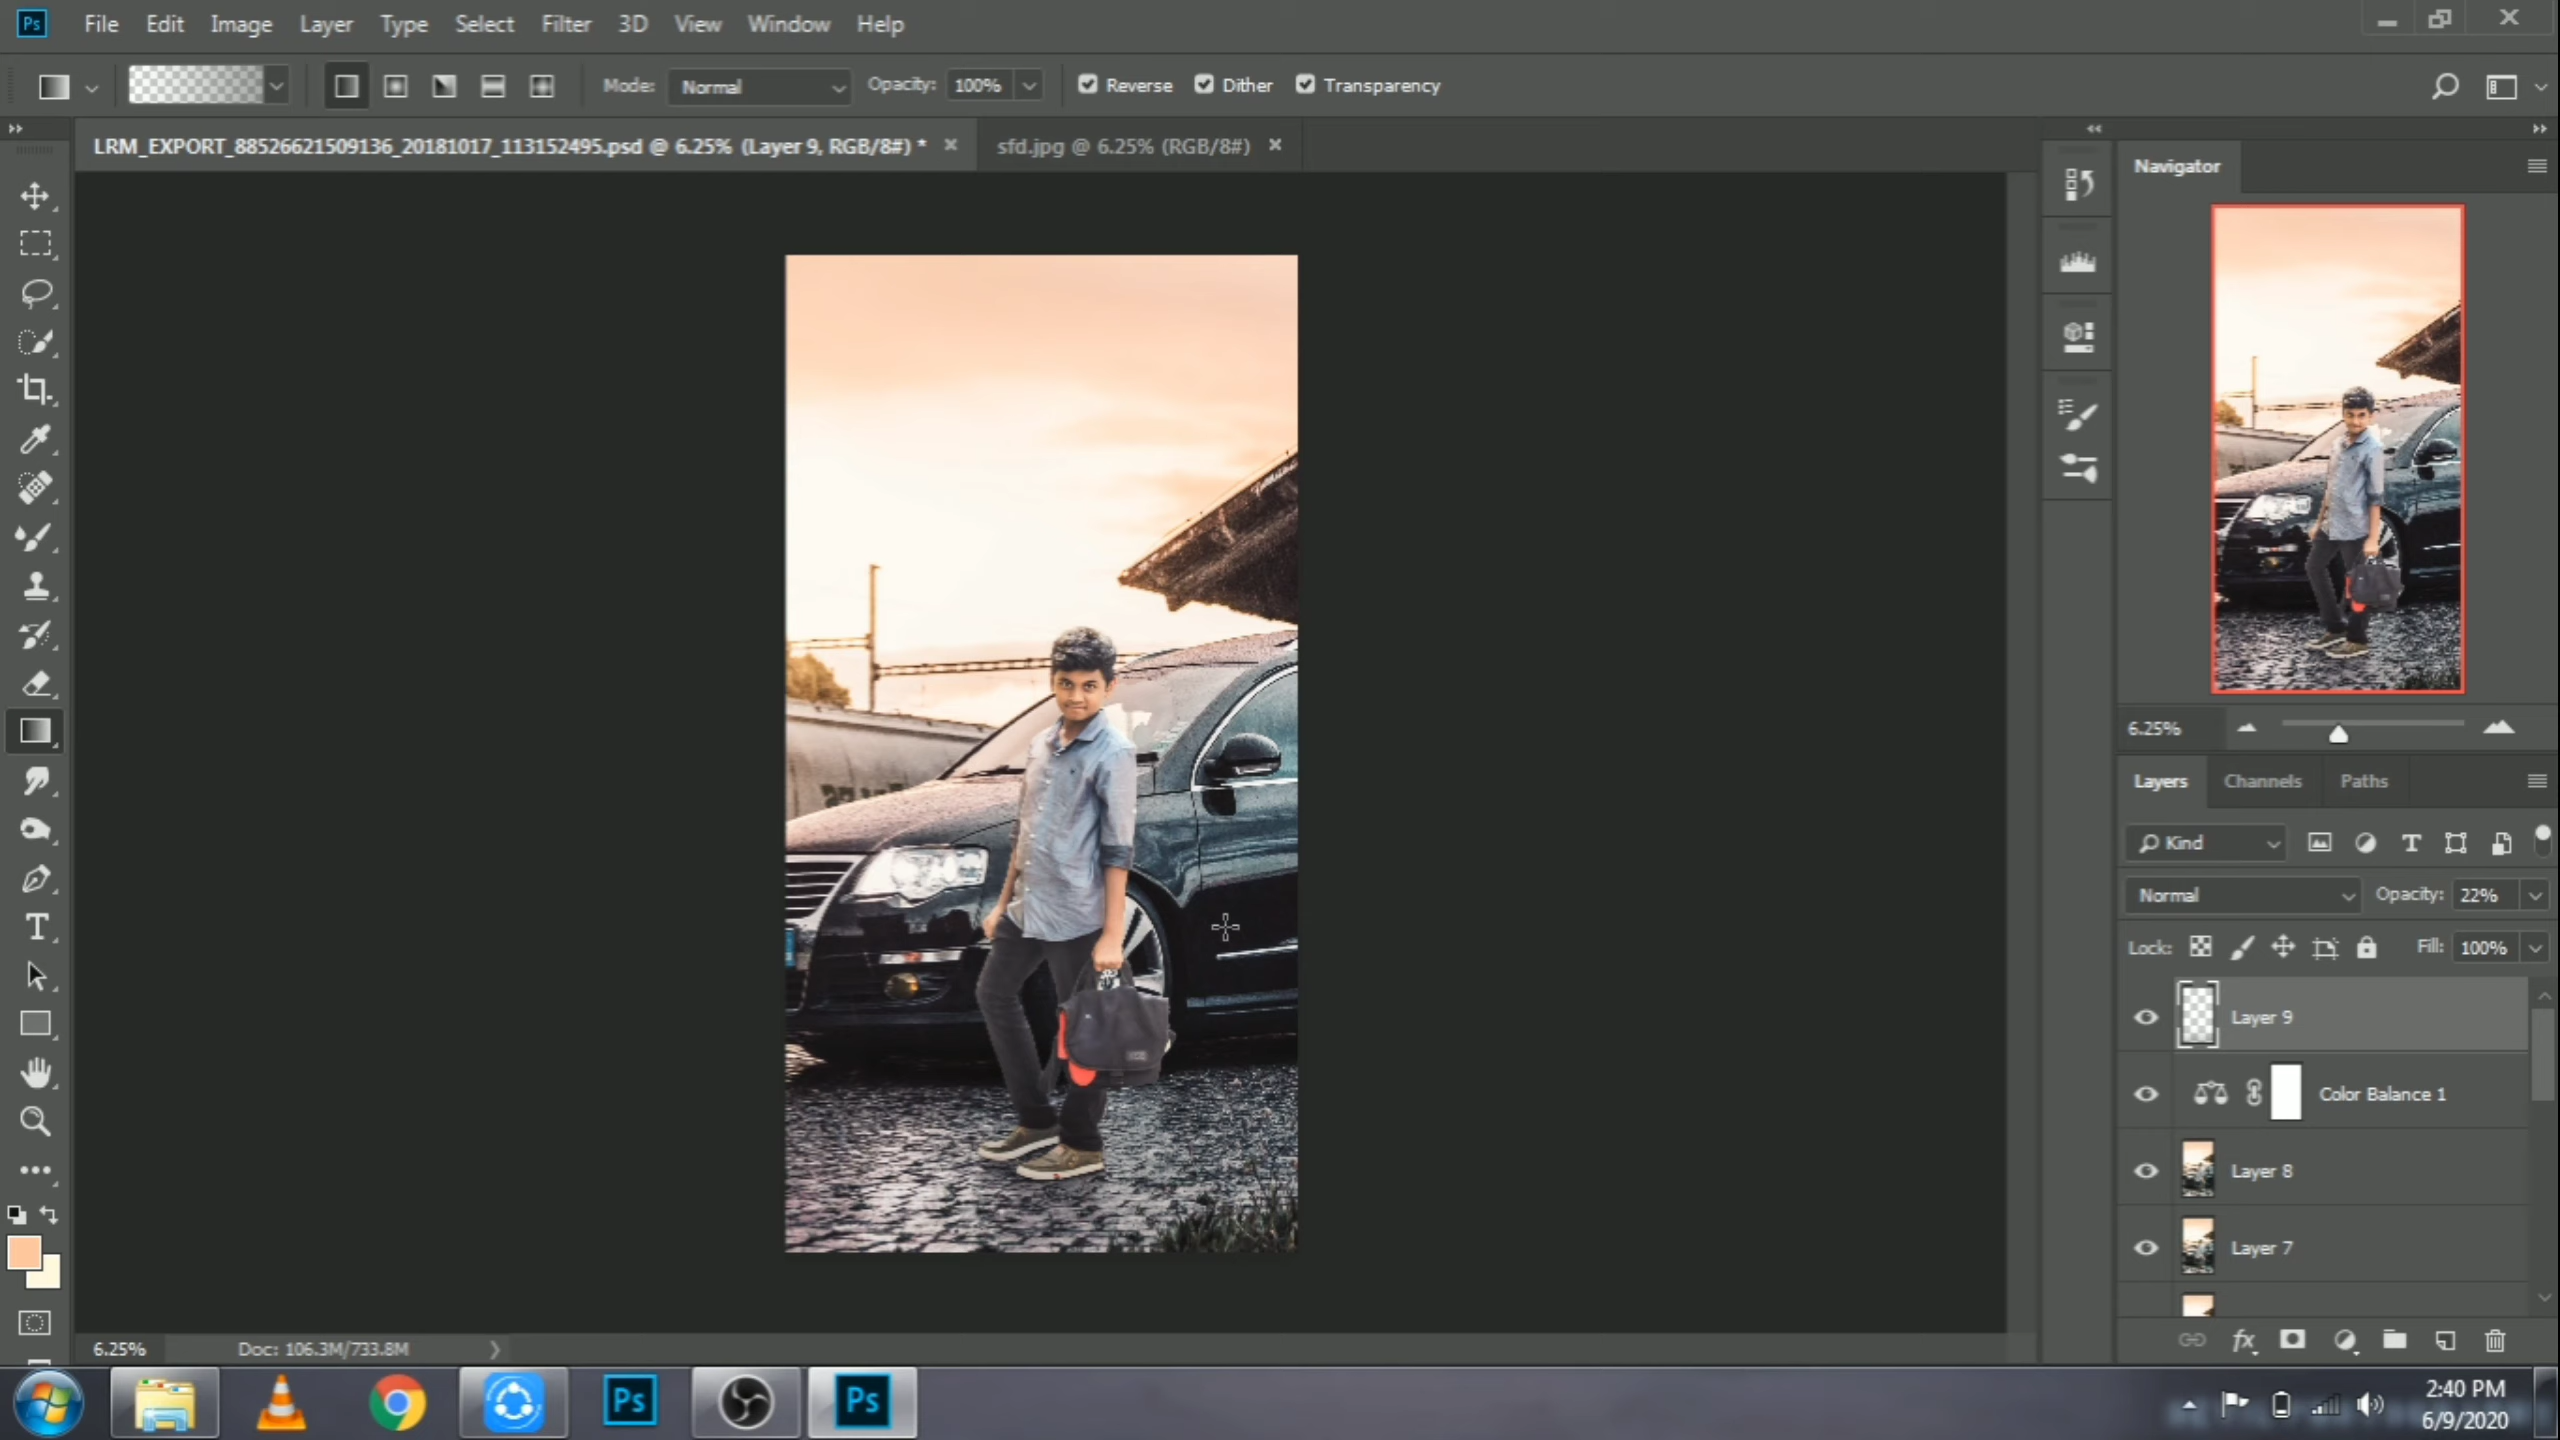 Ps File Edit Image Layer Type Select Filter 3D View Window Help
Mode: Normal Opacity: 100% Reverse Dither Transparency
LRM_EXPORT_88526621509136_20181017_113152495.psd @ 6.25% (Layer 9, RGB/8#) * sfd.jpg @ 6.25% (RGB/8#)
Navigator
6.25%
Layers Channels Paths
Kind
Normal Opacity: 22%
Lock: Fill: 100%
Layer 9
Color Balance 1
Layer 8
Layer 7
fx
6.25% Doc: 106.3M/733.8M
Ps Ps
2:40 PM
6/9/2020